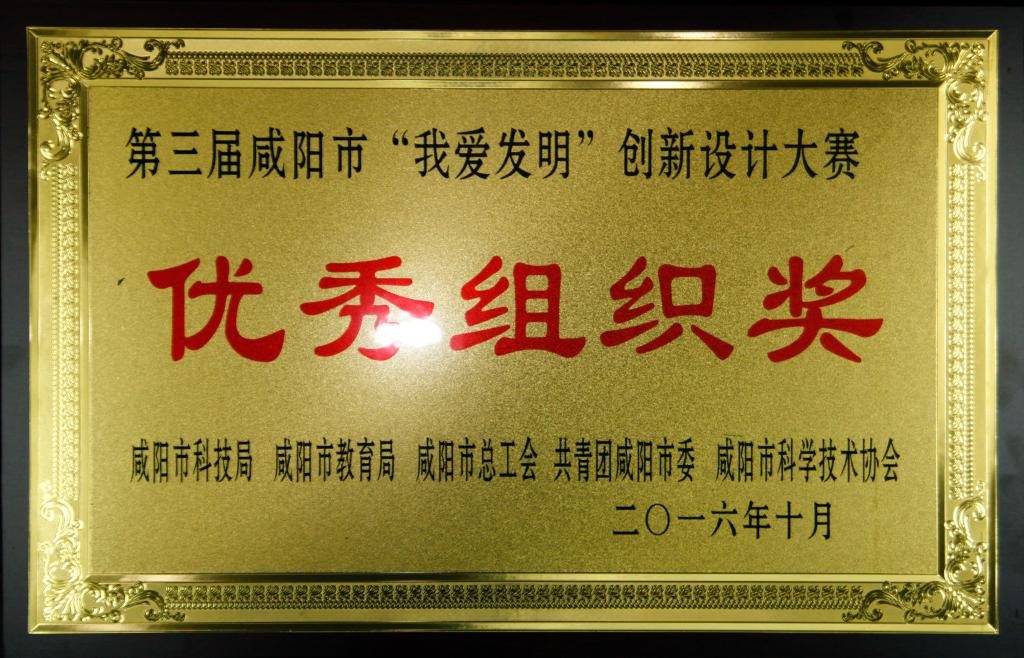 第三届咸阳市“我爱发明”创新设计大赛
优秀组织奖
咸阳市科技局 咸阳市教育局 咸阳市总工会 共青团咸阳市委 咸阳市科学技术协会
二〇一六年十月